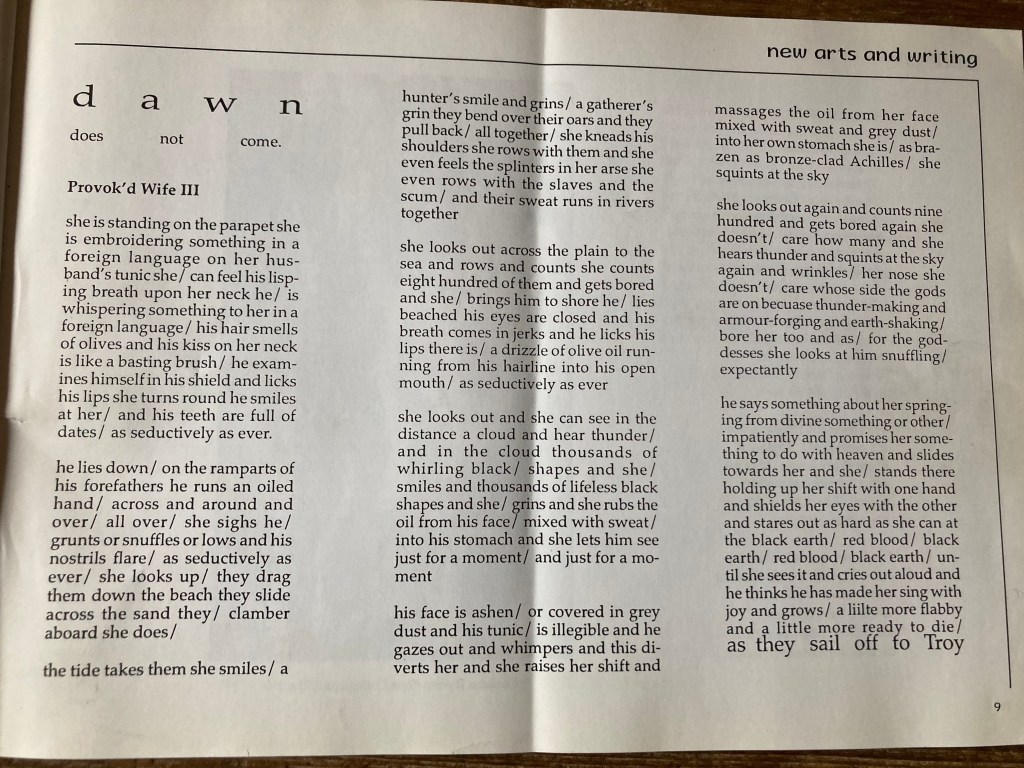 new arts and writing
d a w n
does not come.
Provok'd Wife III
she is standing on the parapet she
is embroidering something in a
foreign language on her hus-
band's tunic she/ can feel his lisp-
ing breath upon her neck he/ is
whispering something to her in a
foreign language/ his hair smells
of olives and his kiss on her neck
is like a basting brush/ he exam-
ines himself in his shield and licks
his lips she turns round he smiles
at her/ and his teeth are full of
dates/ as seductively as ever.
he lies down/ on the ramparts of
his forefathers he runs an oiled
hand/ across and around and
over/ all over/ she sighs he/
grunts or snuffles or lows and his
nostrils flare/ as seductively as
ever/ she looks up/ they drag
them down the beach they slide
across the sand they/ clamber
aboard she does/
the tide takes them she smiles/ a
hunter's smile and grins/ a gatherer's
grin they bend over their oars and they
pull back/ all together/ she kneads his
shoulders she rows with them and she
even feels the splinters in her arse she
even rows with the slaves and the
scum/ and their sweat runs in rivers
together
she looks out across the plain to the
sea and rows and counts she counts
eight hundred of them and gets bored
and she/ brings him to shore he/ lies
beached his eyes are closed and his
breath comes in jerks and he licks his
lips there is/ a drizzle of olive oil run-
ning from his hairline into his open
mouth/ as seductively as ever
she looks out and she can see in the
distance a cloud and hear thunder/
and in the cloud thousands of
whirling black/ shapes and she/
smiles and thousands of lifeless black
shapes and she/ grins and she rubs the
oil from his face/ mixed with sweat/
into his stomach and she lets him see
just for a moment/ and just for a mo-
ment
his face is ashen/ or covered in grey
dust and his tunic/ is illegible and he
gazes out and whimpers and this di-
verts her and she raises her shift and
massages the oil from her face
mixed with sweat and grey dust/
into her own stomach she is/ as bra-
zen as bronze-clad Achilles/ she
squints at the sky
she looks out again and counts nine
hundred and gets bored again she
doesn't/ care how many and she
hears thunder and squints at the sky
again and wrinkles/ her nose she
doesn't/ care whose side the gods
are on becuase thunder-making and
armour-forging and earth-shaking/
bore her too and as/ for the god-
desses she looks at him snuffling/
expectantly
he says something about her spring-
ing from divine something or other/
impatiently and promises her some-
thing to do with heaven and slides
towards her and she/ stands there
holding up her shift with one hand
and shields her eyes with the other
and stares out as hard as she can at
the black earth/ red blood/ black
earth/ red blood/ black earth/ un-
til she sees it and cries out aloud and
he thinks he has made her sing with
joy and grows/ a liilte more flabby
and a little more ready to die/
as they sail off fo Troy
9